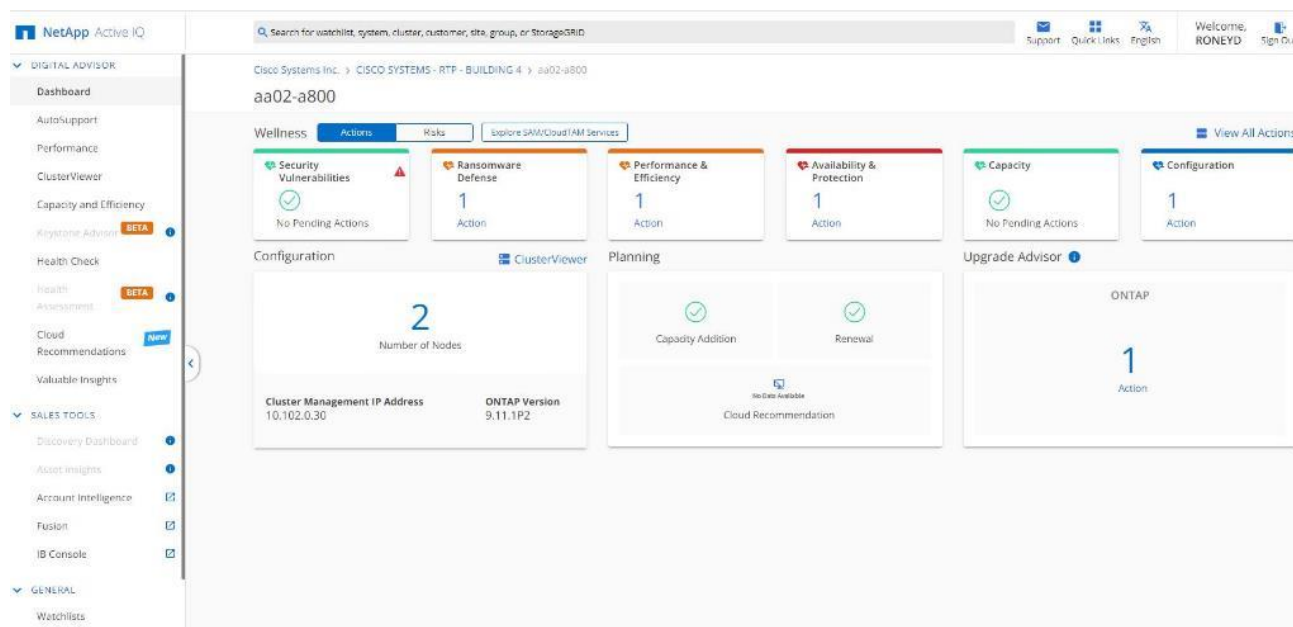 NetApp Active IQ
Search for watchlist, system, cluster, customer, site, group, or StorageGRID
Support
Quick Links
English
Welcome,
RONEYD
Sign Ou
DIGITAL ADVISOR
Dashboard
AutoSupport
Performance
ClusterViewer
Capacity and Efficiency
Keystone Advisor BETA
Health Check
Health
Assessment
BETA
Cloud
Recommendations
New
Valuable Insights
SALES TOOLS
Discovery Dashboard
Asset Insights
Account Intelligence
Fusion
IB Console
GENERAL
Watchlists
Cisco Systems Inc. > CISCO SYSTEMS - RTP - BUILDING 4 > aa02-a800
aa02-a800
Wellness
Actions
Risks
Explore SAM/CloudTAM Services
View All Actions
Security
Vulnerabilities
No Pending Actions
Ransomware
Defense
1
Action
Performance &
Efficiency
1
Action
Availability &
Protection
1
Action
Capacity
No Pending Actions
Configuration
1
Action
Configuration
ClusterViewer
2
Number of Nodes
Cluster Management IP Address
10.102.0.30
ONTAP Version
9.11.1P2
Planning
Capacity Addition
Renewal
No Data Available
Cloud Recommendation
Upgrade Advisor
ONTAP
1
Action